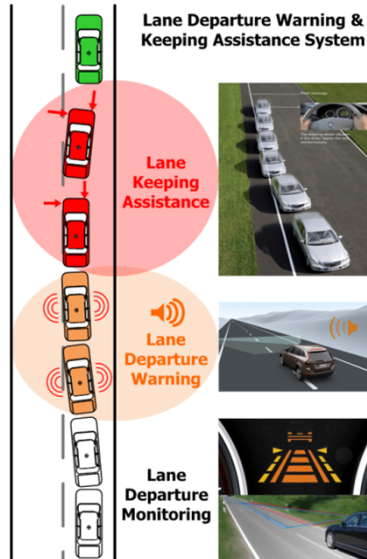 Lane Departure Warning &
Keeping Assistance System
Lane
Keeping
Assistance
Lane
Departure
Warning
Lane
Departure
Monitoring